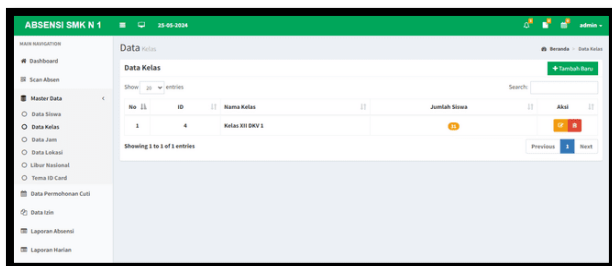 ABSENSI SMK N 1
25-05-2024
admin
MAIN NAVIGATION
Dashboard
Scan Absen
Master Data
Data Siswa
Data Kelas
Data Jam
Data Lokasi
Libur Nasional
Tema ID Card
Data Permohonan Cuti
Data Izin
Laporan Absensi
Laporan Harian
Data Kelas
Beranda Data Kelas
Data Kelas
+ Tambah Baru
Show 20 entries
Search:
No ID Nama Kelas Jumlah Siswa Aksi
1 4 Kelas XII DKV 1
Showing 1 to 1 of 1 entries
Previous 1 Next